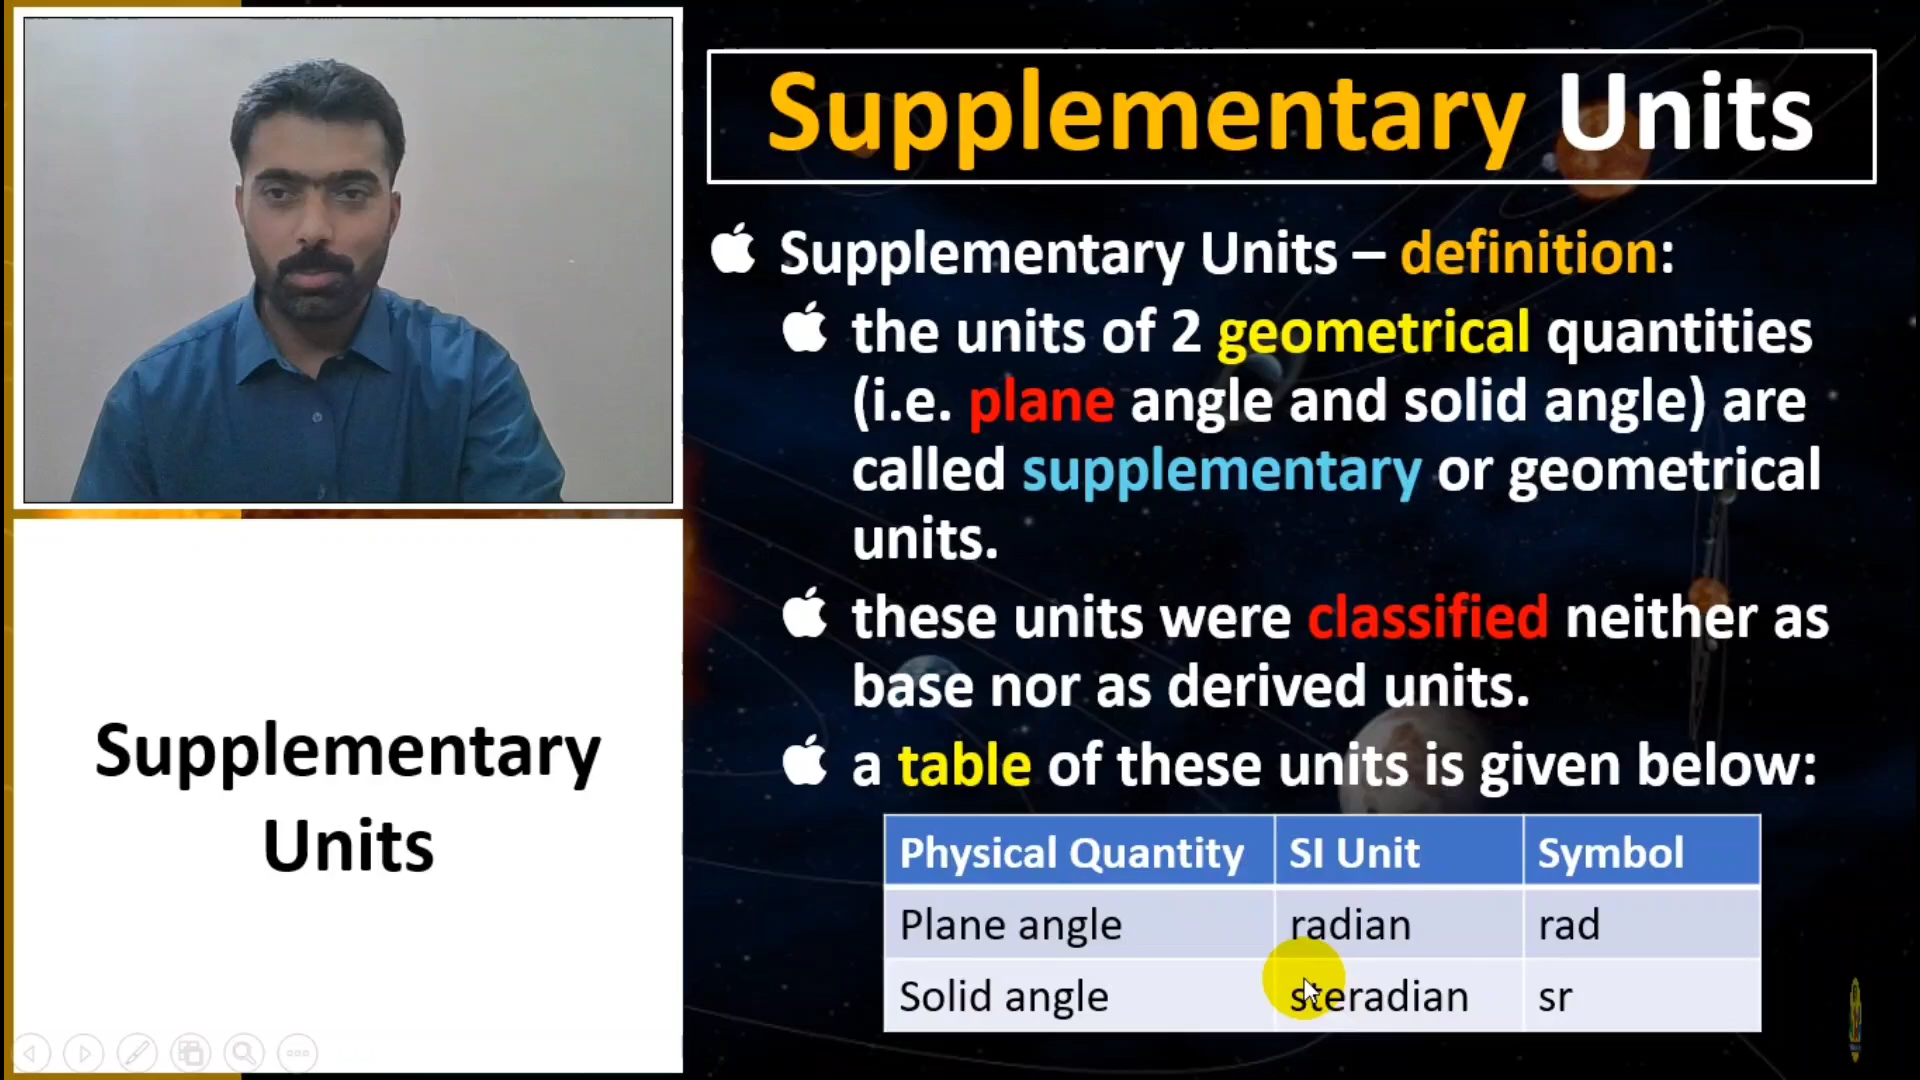 Supplementary Units
Supplementary Units – definition:
the units of 2 geometrical quantities
(i.e. plane angle and solid angle) are
called supplementary or geometrical
units.
these units were classified neither as
base nor as derived units.
a table of these units is given below:
Physical Quantity SI Unit Symbol
Plane angle radian rad
Solid angle steradian sr
Supplementary
Units